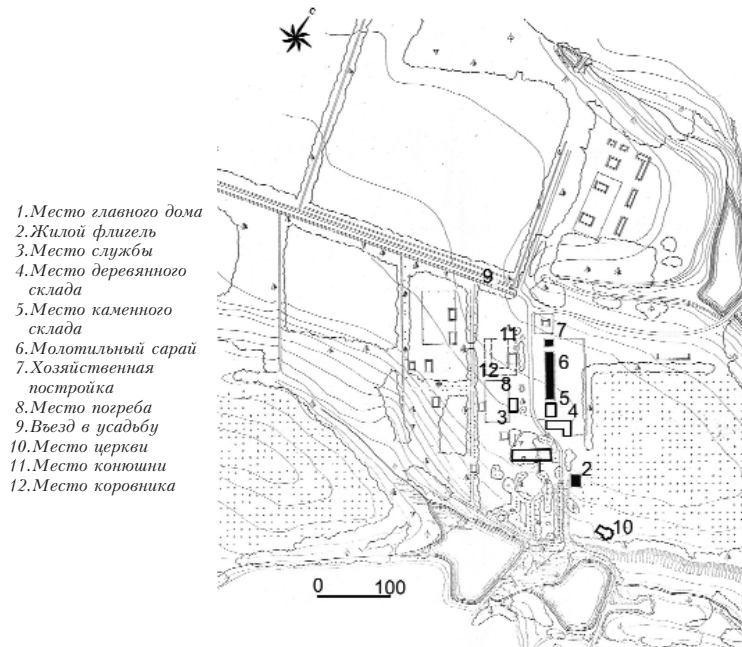 с
1.Место главного дома
2.Жилой флигель
3.Место службы
4.Место деревянного
склада
5.Место каменного
склада
6.Молотильный сарай
7.Хозяйственная
постройка
8.Место погреба
9.Въезд в усадьбу
10.Место церкви
11.Место конюшни
12.Место коровника
9
11
7
12
6
8
5
3
4
1
2
10
0 100